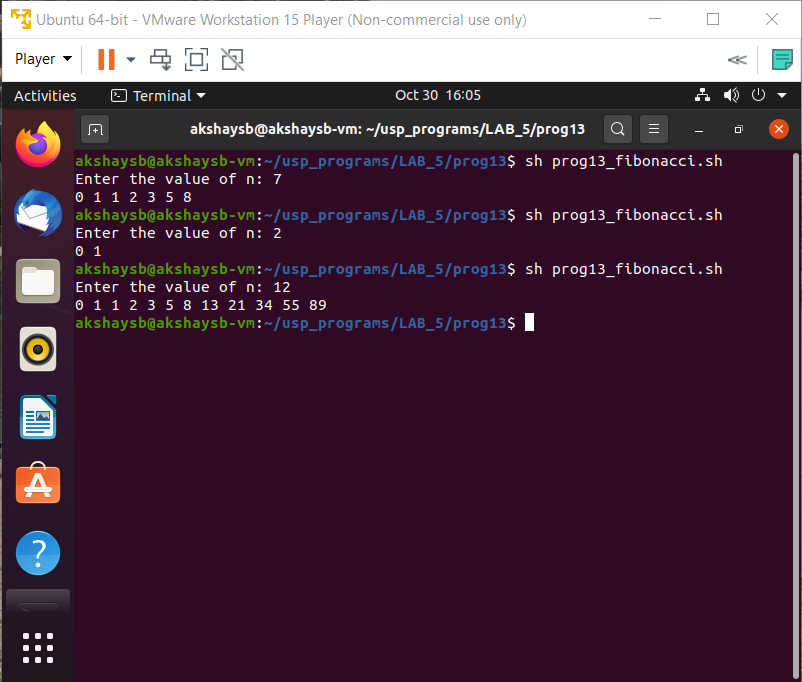 Ubuntu 64-bit - VMware Workstation 15 Player (Non-commercial use only)
Player
Activities Terminal Oct 30 16:05
akshaysb@akshaysb-vm: ~/usp_programs/LAB_5/prog13
akshaysb@akshaysb-vm:~/usp_programs/LAB_5/prog13$ sh prog13_fibonacci.sh
Enter the value of n: 7
0 1 1 2 3 5 8
akshaysb@akshaysb-vm:~/usp_programs/LAB_5/prog13$ sh prog13_fibonacci.sh
Enter the value of n: 2
0 1
akshaysb@akshaysb-vm:~/usp_programs/LAB_5/prog13$ sh prog13_fibonacci.sh
Enter the value of n: 12
0 1 1 2 3 5 8 13 21 34 55 89
akshaysb@akshaysb-vm:~/usp_programs/LAB_5/prog13$